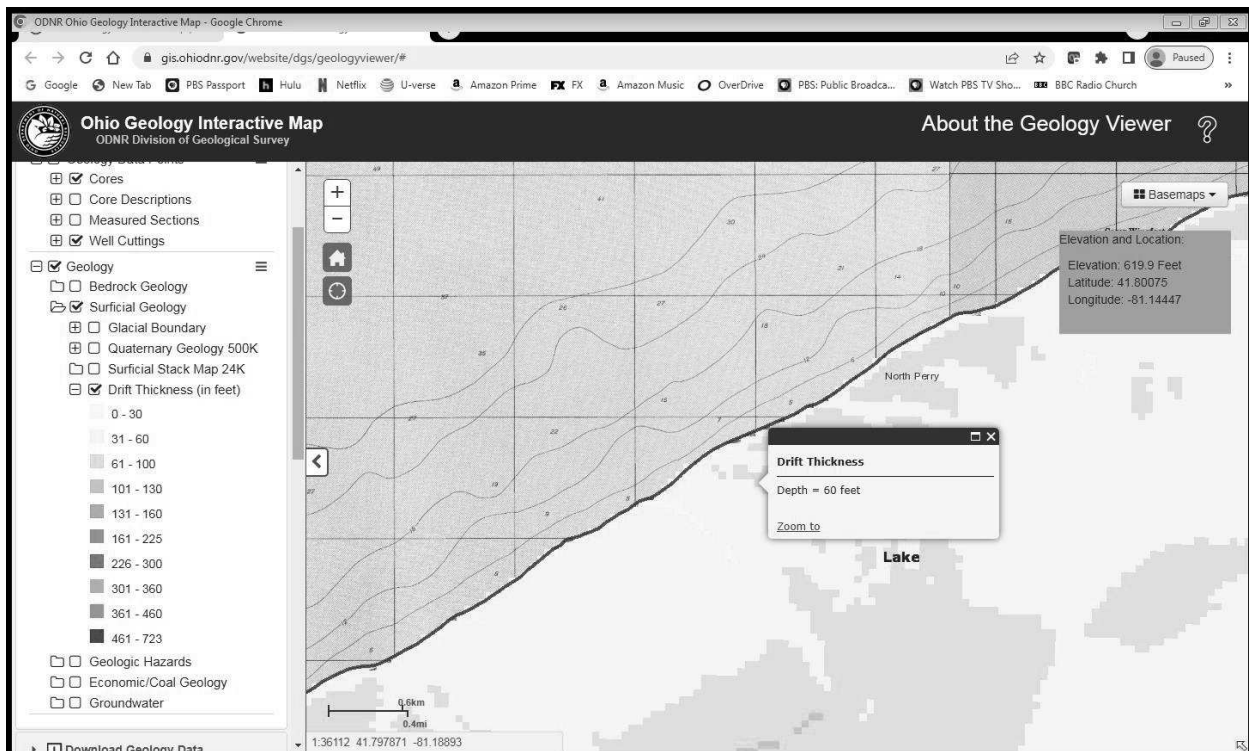 ODNR Ohio Geology Interactive Map - Google Chrome
gis.ohiodnr.gov/website/dgs/geologyviewer/#
Paused
Google
New Tab
PBS Passport
Hulu
Netflix
U-verse
Amazon Prime
FX
Amazon Music
OverDrive
PBS: Public Broadca...
Watch PBS TV Sho...
BBC Radio Church
»
Ohio Geology Interactive Map
ODNR Division of Geological Survey
About the Geology Viewer
Geology Data Points
Cores
Core Descriptions
Measured Sections
Well Cuttings
Geology
Bedrock Geology
Surficial Geology
Glacial Boundary
Quaternary Geology 500K
Surficial Stack Map 24K
Drift Thickness (in feet)
0 - 30
31 - 60
61 - 100
101 - 130
131 - 160
161 - 225
226 - 300
301 - 360
361 - 460
461 - 723
Geologic Hazards
Economic/Coal Geology
Groundwater
Download Geology Data
+
−
Basemaps
Elevation and Location:
Elevation: 619.9 Feet
Latitude: 41.80075
Longitude: -81.14447
North Perry
Drift Thickness
Depth = 60 feet
Zoom to
Lake
0.6km
0.4mi
1:36112 41.797871 -81.18893